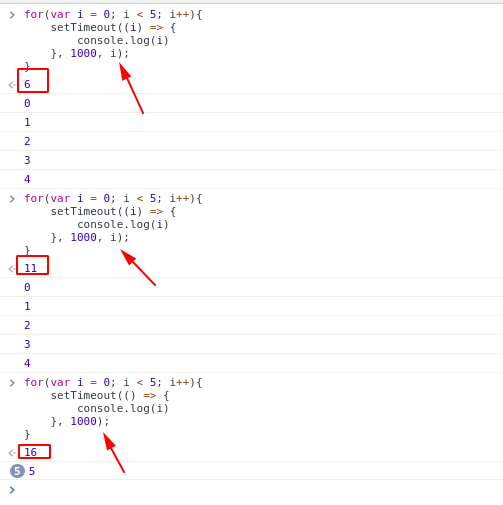 for(var i = 0; i < 5; i++){
setTimeout((i) => {
console.log(i)
}, 1000, i);
}
6
0
1
2
3
4
for(var i = 0; i < 5; i++){
setTimeout((i) => {
console.log(i)
}, 1000, i);
}
11
0
1
2
3
4
for(var i = 0; i < 5; i++){
setTimeout(() => {
console.log(i)
}, 1000);
}
16
5 5